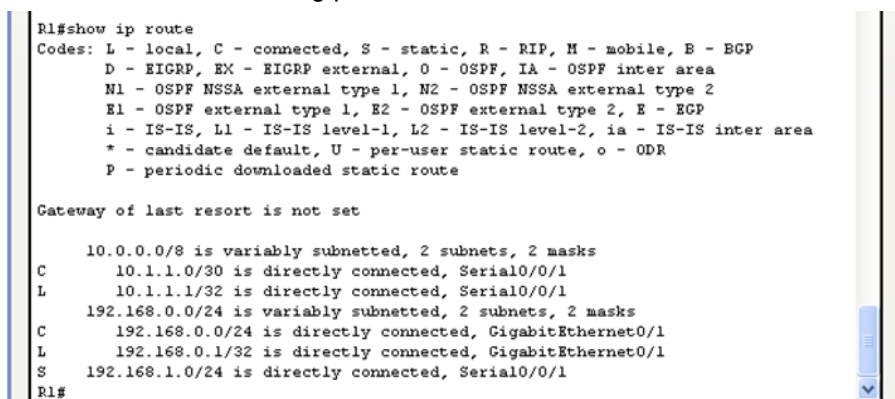 R1#show ip route
Codes: L - local, C - connected, S - static, R - RIP, M - mobile, B - BGP
D - EIGRP, EX - EIGRP external, O - OSPF, IA - OSPF inter area
N1 - OSPF NSSA external type 1, N2 - OSPF NSSA external type 2
E1 - OSPF external type 1, E2 - OSPF external type 2, E - EGP
i - IS-IS, L1 - IS-IS level-1, L2 - IS-IS level-2, ia - IS-IS inter area
* - candidate default, U - per-user static route, o - ODR
P - periodic downloaded static route
Gateway of last resort is not set
10.0.0.0/8 is variably subnetted, 2 subnets, 2 masks
C 10.1.1.0/30 is directly connected, Serial0/0/1
L 10.1.1.1/32 is directly connected, Serial0/0/1
192.168.0.0/24 is variably subnetted, 2 subnets, 2 masks
C 192.168.0.0/24 is directly connected, GigabitEthernet0/1
L 192.168.0.1/32 is directly connected, GigabitEthernet0/1
S 192.168.1.0/24 is directly connected, Serial0/0/1
R1#